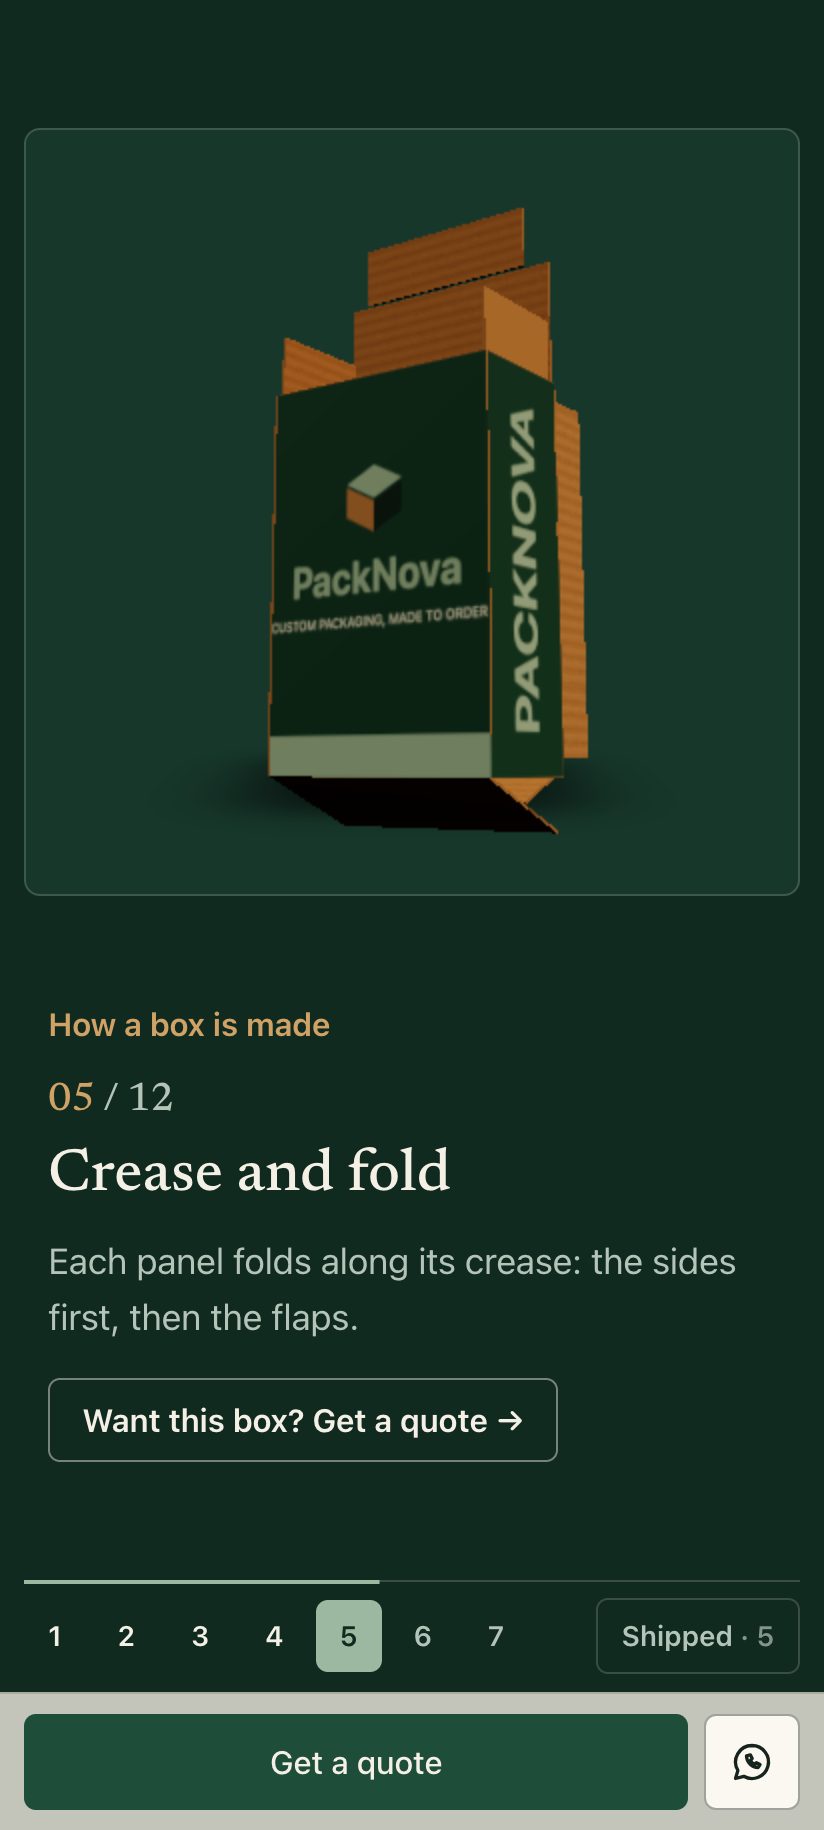 PackNova
CUSTOM PACKAGING, MADE TO ORDER
PACKNOVA
How a box is made
05 / 12
Crease and fold
Each panel folds along its crease: the sides
first, then the flaps.
Want this box? Get a quote →
1 2 3 4 5 6 7 Shipped · 5
Get a quote